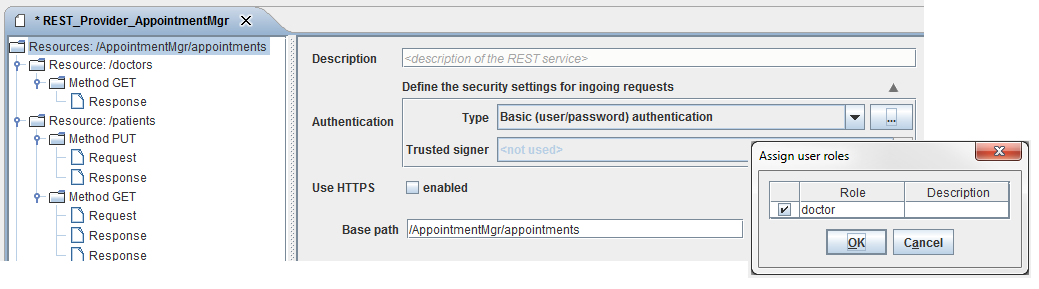 * REST_Provider_AppointmentMgr
Resources: /AppointmentMgr/appointments
Resource: /doctors
Method GET
Response
Resource: /patients
Method PUT
Request
Response
Method GET
Request
Response
Response
Description <description of the REST service>
Define the security settings for ingoing requests
Authentication Type Basic (user/password) authentication ...
Trusted signer <not used>
Use HTTPS enabled
Base path /AppointmentMgr/appointments
Assign user roles
Role Description
doctor
OK Cancel